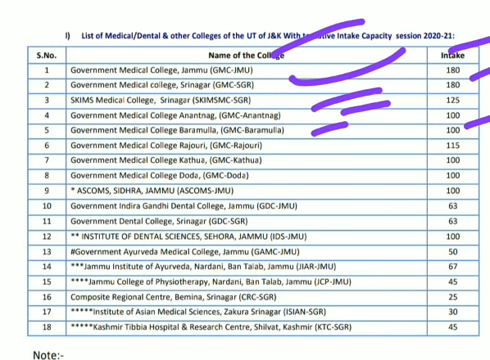 I) List of Medical/Dental & other Colleges of the UT of J&K With Intake Capacity session 2020-21:
S.No. Name of the College Intake
1 Government Medical College, Jammu (GMC-JMU) 180
2 Government Medical college, Srinagar (GMC-SGR) 180
3 SKIMS Medical College, Srinagar (SKIMSMC-SGR) 125
4 Government Medical college Anantnag, (GMC-Anantnag) 100
5 Government Medical College Baramulla, (GMC-Baramulla) 100
6 Government Medical College Rajouri, (GMC-Rajouri) 115
7 Government Medical College Kathua, (GMC-Kathua) 100
8 Government Medical college Doda, (GMC-Doda) 100
9 * ASCOMS, SIDHRA, JAMMU (ASCOMS-JMU) 100
10 Government Indira Gandhi Dental College, Jammu (GDC-JMU) 63
11 Government Dental College, Srinagar (GDC-SGR) 63
12 ** INSTITUTE OF DENTAL SCIENCES, SEHORA, JAMMU (IDS-JMU) 100
13 #Government Ayurveda Medical College, Jammu (GAMC-JMU) 50
14 ***Jammu Institute of Ayurveda, Nardani, Ban Talab, Jammu (JIAR-JMU) 67
15 ****Jammu College of Physiotherapy, Nardani, Ban Talab, Jammu (JCP-JMU) 45
16 Composite Regional Centre, Bemina, Srinagar (CRC-SGR) 25
17 *****Institute of Asian Medical Sciences, Zakura Srinagar (ISIAN-SGR) 30
18 *****Kashmir Tibbia Hospital & Research Centre, Shilvat, Kashmir (KTC-SGR) 45
Note:-